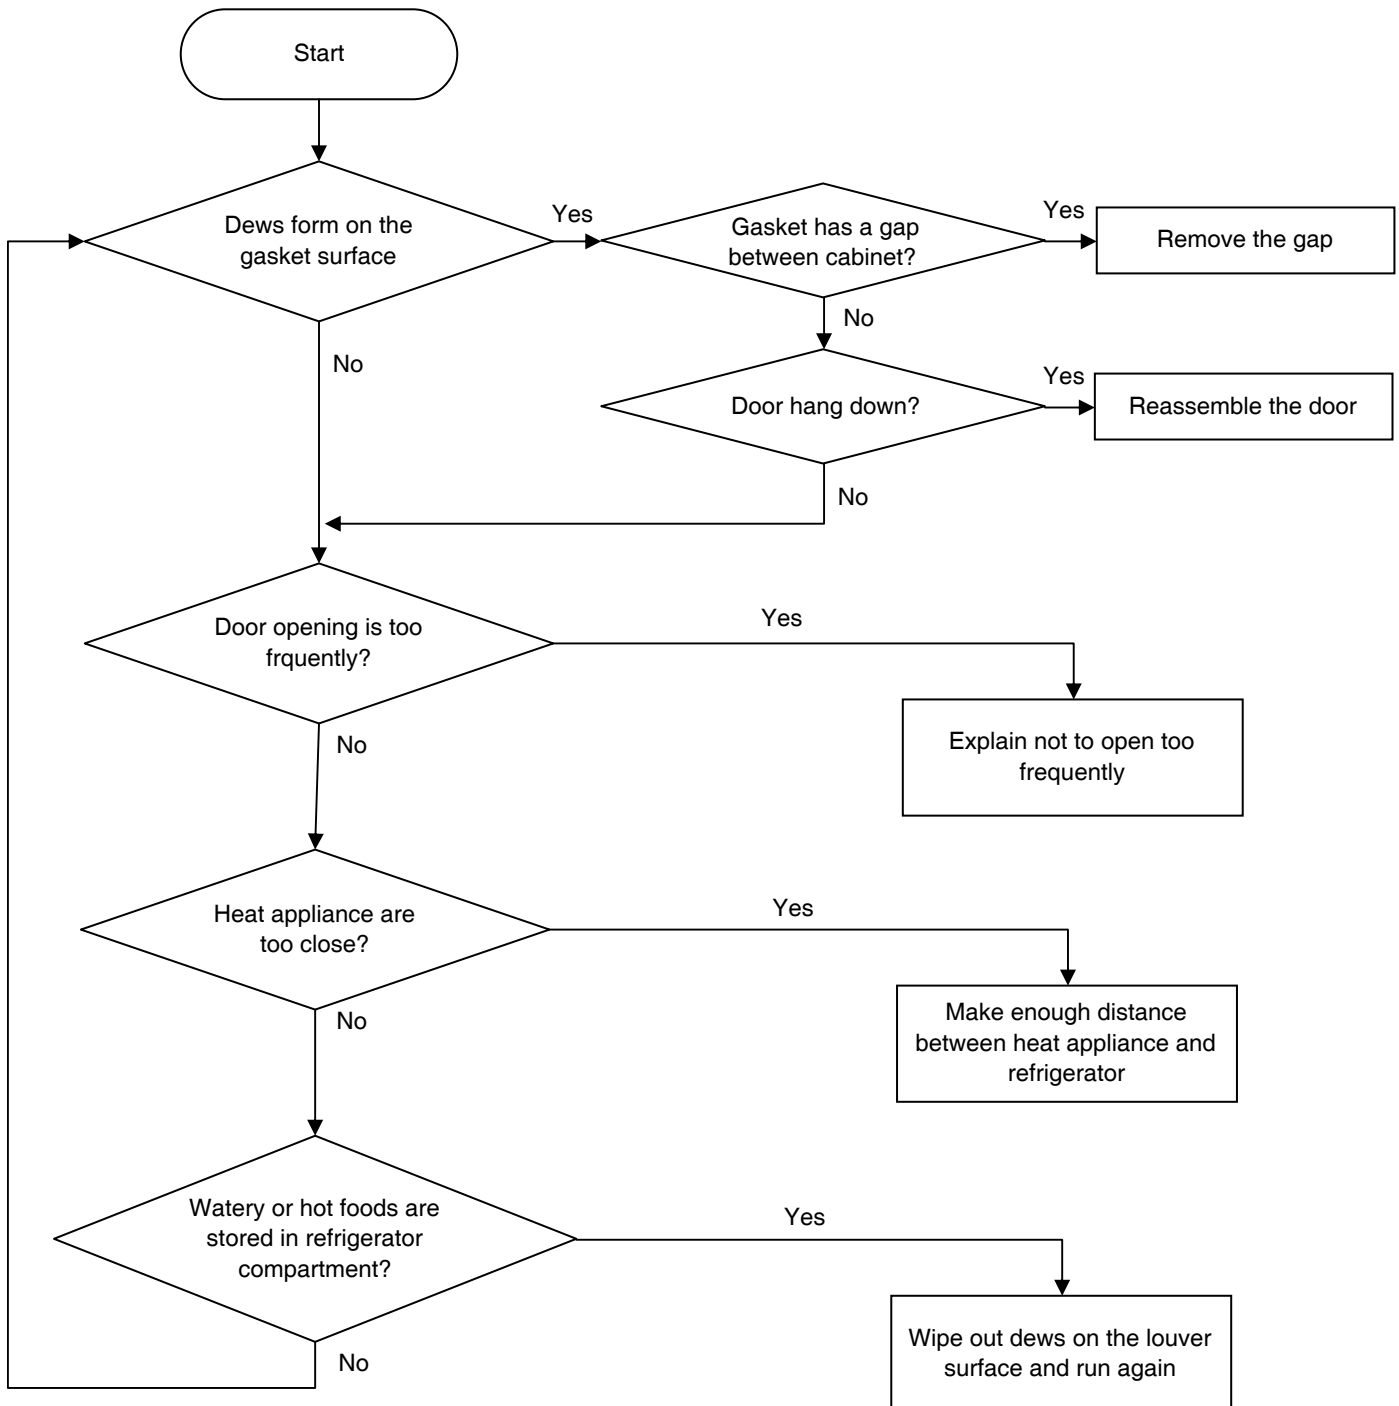 Start
Dews form on the
gasket surface
Yes
Gasket has a gap
between cabinet?
Yes
Remove the gap
No
No
Door hang down?
Yes
Reassemble the door
No
Door opening is too
frquently?
Yes
Explain not to open too
frequently
No
Heat appliance are
too close?
Yes
Make enough distance
between heat appliance and
refrigerator
No
Watery or hot foods are
stored in refrigerator
compartment?
Yes
Wipe out dews on the louver
surface and run again
No